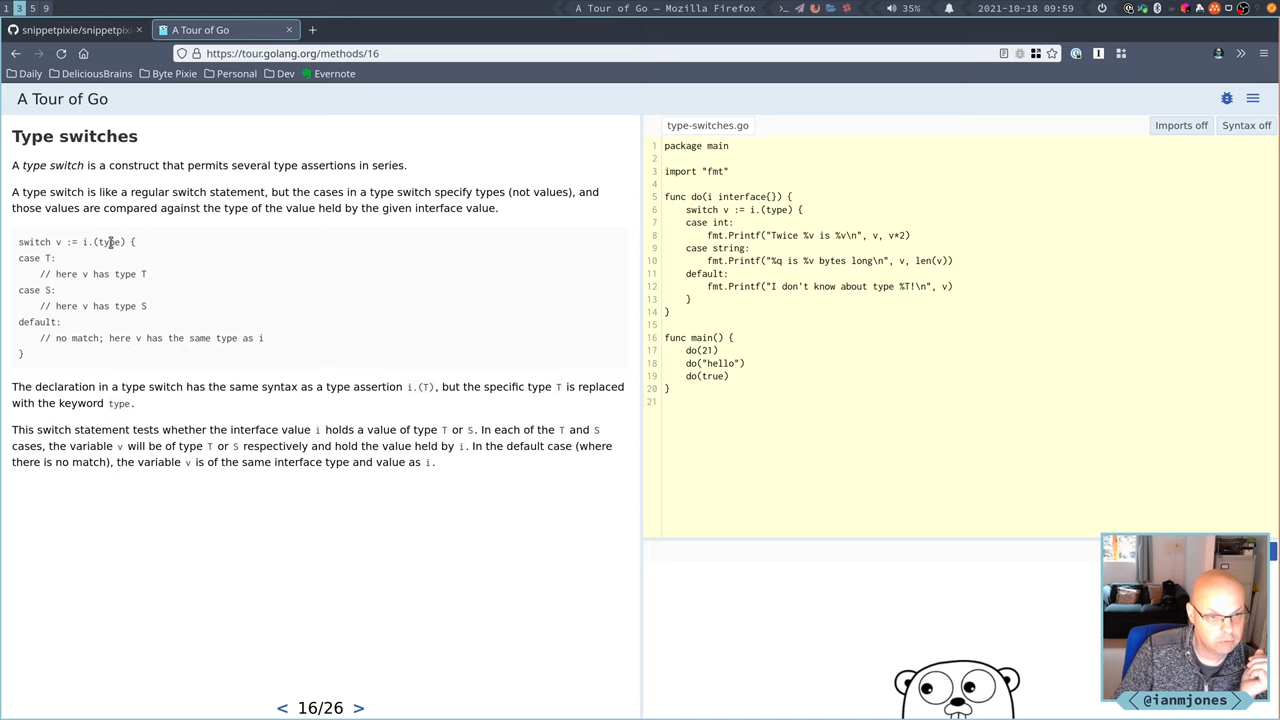 1 3 5 9
A Tour of Go — Mozilla Firefox
35%
2021-10-18 09:59
snippetpixie/snippetpixi
A Tour of Go
https://tour.golang.org/methods/16
Daily
DeliciousBrains
Byte Pixie
Personal
Dev
Evernote
A Tour of Go
Type switches
A type switch is a construct that permits several type assertions in series.
A type switch is like a regular switch statement, but the cases in a type switch specify types (not values), and
those values are compared against the type of the value held by the given interface value.
switch v := i.(type) {
case T:
    // here v has type T
case S:
    // here v has type S
default:
    // no match; here v has the same type as i
}
The declaration in a type switch has the same syntax as a type assertion i.(T), but the specific type T is replaced
with the keyword type.
This switch statement tests whether the interface value i holds a value of type T or S. In each of the T and S
cases, the variable v will be of type T or S respectively and hold the value held by i. In the default case (where
there is no match), the variable v is of the same interface type and value as i.
< 16/26 >
type-switches.go
Imports off
Syntax off
1 package main
2
3 import "fmt"
4
5 func do(i interface{}) {
6     switch v := i.(type) {
7     case int:
8         fmt.Printf("Twice %v is %v\n", v, v*2)
9     case string:
10         fmt.Printf("%q is %v bytes long\n", v, len(v))
11     default:
12         fmt.Printf("I don't know about type %T!\n", v)
13     }
14 }
15
16 func main() {
17     do(21)
18     do("hello")
19     do(true)
20 }
21
@ianmjones